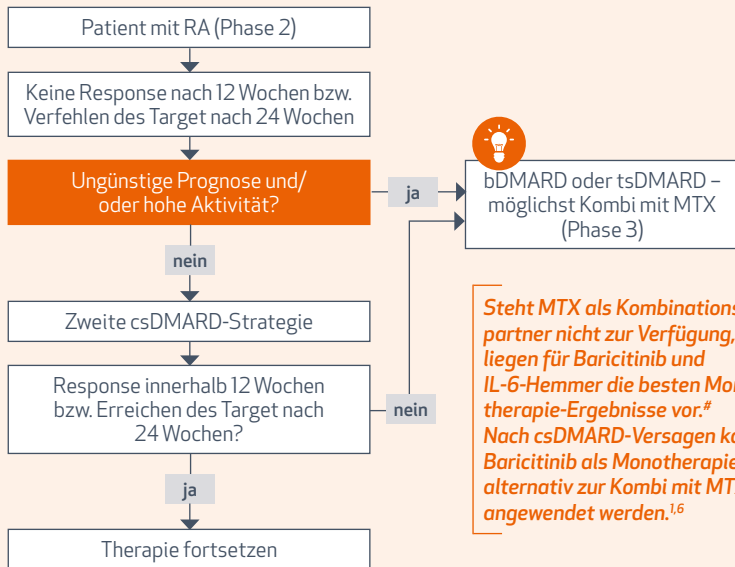 Patient mit RA (Phase 2)
Keine Response nach 12 Wochen bzw.
Verfehlen des Target nach 24 Wochen
Ungünstige Prognose und/
oder hohe Aktivität?
ja
bDMARD oder tsDMARD –
möglichst Kombi mit MTX
(Phase 3)
nein
Zweite csDMARD-Strategie
Response innerhalb 12 Wochen
bzw. Erreichen des Target nach
24 Wochen?
nein
ja
Therapie fortsetzen
Steht MTX als Kombinations
partner nicht zur Verfügung,
liegen für Baricitinib und
IL-6-Hemmer die besten
therapie-Ergebnisse vor.#
Nach csDMARD-Versagen
Baricitinib als Monotherapie
alternativ zur Kombi mit
angewendet werden.1,6